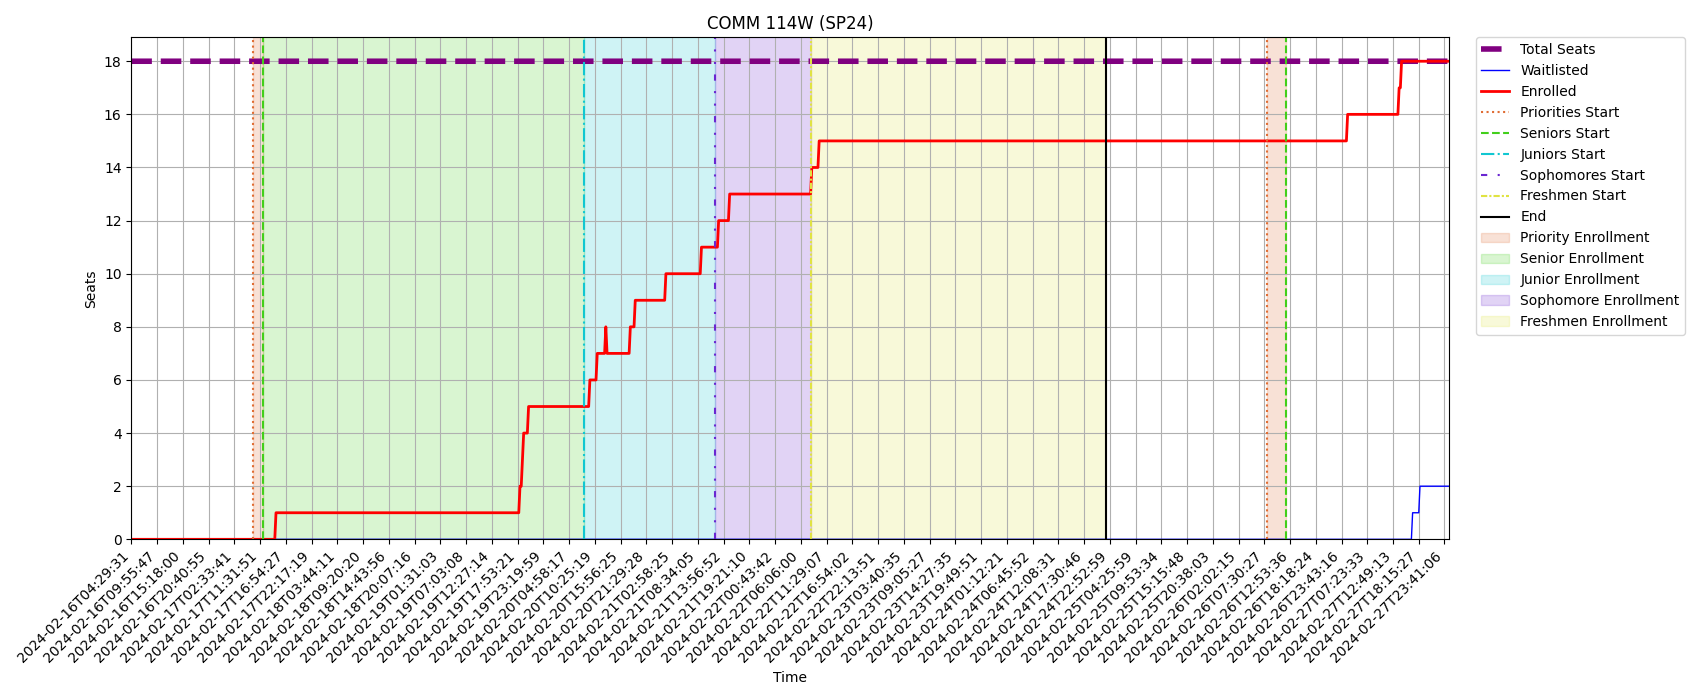 COMM 114W (SP24)
Seats
18
16
14
12
10
8
6
4
2
0
2024-02-16T04:29:31
2024-02-16T09:55:47
2024-02-16T15:18:00
2024-02-16T20:40:55
2024-02-17T02:33:41
2024-02-17T11:31:51
2024-02-17T16:54:27
2024-02-17T22:17:19
2024-02-18T03:44:11
2024-02-18T09:20:20
2024-02-18T14:43:56
2024-02-18T20:07:16
2024-02-19T01:31:03
2024-02-19T07:03:08
2024-02-19T12:27:14
2024-02-19T17:53:21
2024-02-19T23:19:59
2024-02-20T04:58:17
2024-02-20T10:25:19
2024-02-20T15:56:25
2024-02-20T21:29:28
2024-02-21T02:58:25
2024-02-21T08:34:05
2024-02-21T13:56:52
2024-02-21T19:21:10
2024-02-22T00:43:42
2024-02-22T06:06:00
2024-02-22T11:29:07
2024-02-22T16:54:02
2024-02-22T22:13:51
2024-02-23T03:40:35
2024-02-23T09:05:27
2024-02-23T14:27:35
2024-02-23T19:49:51
2024-02-24T01:12:21
2024-02-24T06:45:52
2024-02-24T12:08:31
2024-02-24T17:30:46
2024-02-24T22:52:59
2024-02-25T04:25:59
2024-02-25T09:53:34
2024-02-25T15:15:48
2024-02-25T20:38:03
2024-02-26T02:02:15
2024-02-26T07:30:27
2024-02-26T12:53:36
2024-02-26T18:18:24
2024-02-26T23:43:16
2024-02-27T07:23:33
2024-02-27T12:49:13
2024-02-27T18:15:27
2024-02-27T23:41:06
Time
Total Seats
Waitlisted
Enrolled
Priorities Start
Seniors Start
Juniors Start
Sophomores Start
Freshmen Start
End
Priority Enrollment
Senior Enrollment
Junior Enrollment
Sophomore Enrollment
Freshmen Enrollment